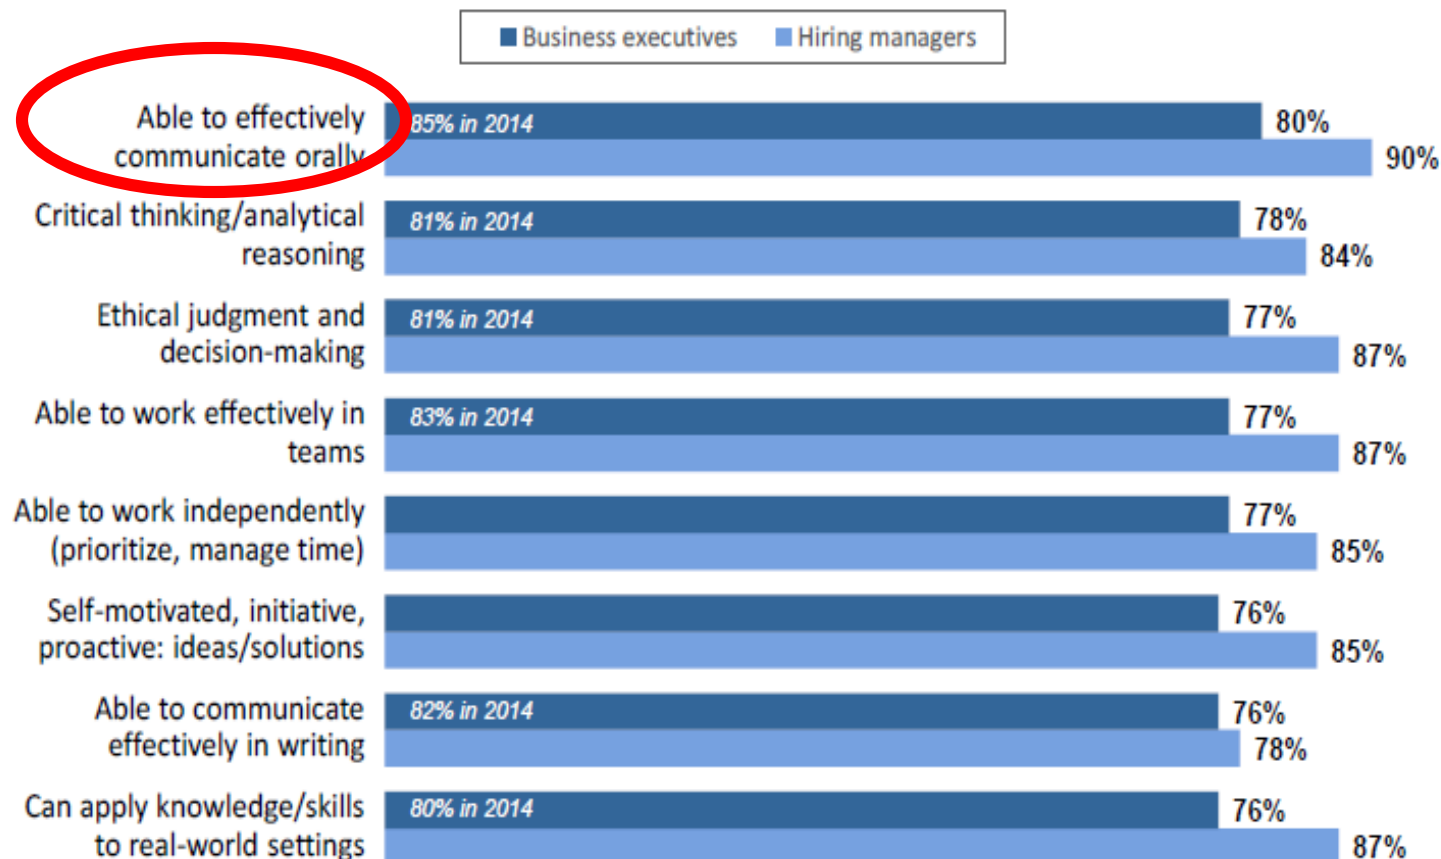 Business executives Hiring managers
Able to effectively
communicate orally
85% in 2014 80%
90%
Critical thinking/analytical
reasoning
81% in 2014 78%
84%
Ethical judgment and
decision-making
81% in 2014 77%
87%
Able to work effectively in
teams
83% in 2014 77%
87%
Able to work independently
(prioritize, manage time)
77%
85%
Self-motivated, initiative,
proactive: ideas/solutions
76%
85%
Able to communicate
effectively in writing
82% in 2014 76%
78%
Can apply knowledge/skills
to real-world settings
80% in 2014 76%
87%